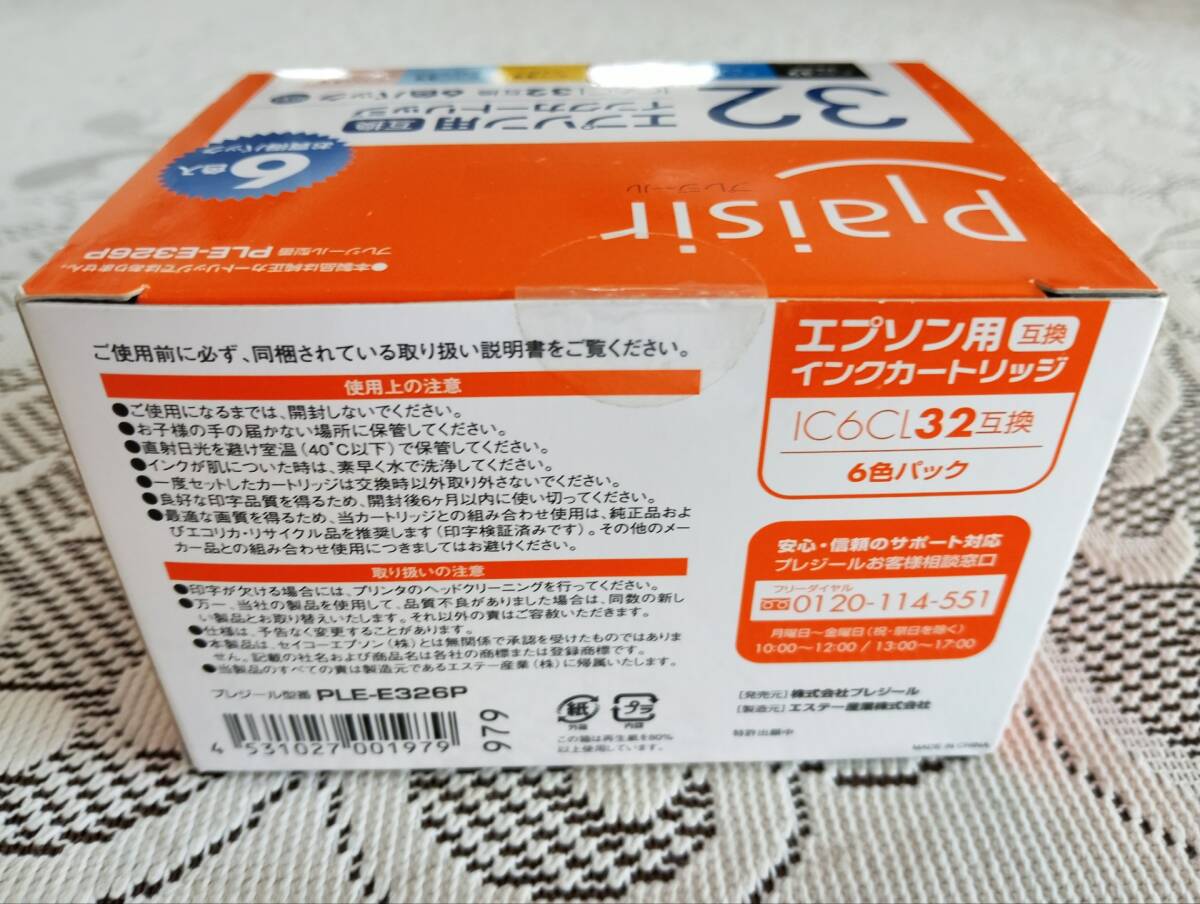 32
IC6CL32互換 6色パック
エプソン用 互換
インクカートリッジ
6色入
お買得パック
Plaisir
プレジール
プレジール型番 PLE-E326P
●本製品は純正カートリッジではありません。
ご使用前に必ず、同梱されている取り扱い説明書をご覧ください。
使用上の注意
●ご使用になるまでは、開封しないでください。
●お子様の手の届かない場所に保管してください。
●直射日光を避け室温(40℃以下)で保管してください。
●インクが肌についた時は、素早く水で洗浄してください。
●一度セットしたカートリッジは交換時以外取り外さないでください。
●良好な印字品質を得るため、開封後6ヶ月以内に使い切ってください。
●最適な画質を得るため、当カートリッジとの組み合わせ使用は、純正品およ
びエコリカ・リサイクル品を推奨します(印字検証済みです)。その他のメー
カー品との組み合わせ使用につきましてはお避けください。
取り扱いの注意
●印字が欠ける場合には、プリンタのヘッドクリーニングを行ってください。
●万一、当社の製品を使用して、品質不良がありました場合は、同数の新し
い製品とお取り替えいたします。それ以外の責はご容赦いただきます。
●仕様は、予告なく変更することがあります。
●本製品は、セイコーエプソン(株)とは無関係で承認を受けたものではありま
せん。記載の社名および商品名は各社の商標または登録商標です。
●当製品のすべての責は製造元であるエステー産業(株)に帰属いたします。
プレジール型番 PLE-E326P
4 531027 001979
979
紙
外箱
プラ
内袋
この箱は再生紙を80%
以上使用しています。
エプソン用 互換
インクカートリッジ
IC6CL32互換
6色パック
安心・信頼のサポート対応
プレジールお客様相談窓口
フリーダイヤル
0120-114-551
月曜日～金曜日(祝・祭日を除く)
10:00～12:00 / 13:00～17:00
[発売元] 株式会社プレジール
[製造元] エステー産業株式会社
特許出願中
MADE IN CHINA